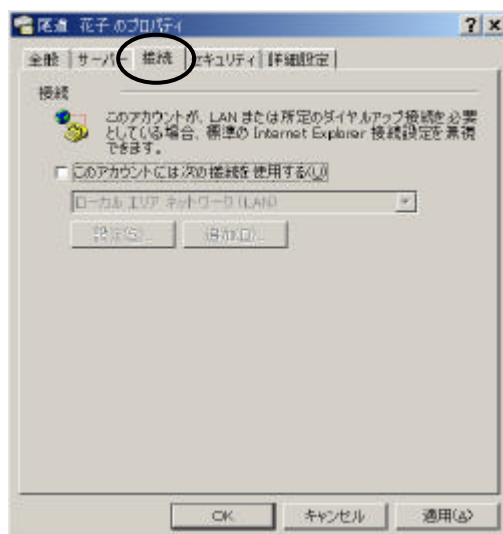 尾道 花子 のプロパティ
全般 サーバー 接続 セキュリティ 詳細設定
接続
このアカウントが、LAN または所定のダイヤルアップ接続を必要
としている場合、標準の Internet Explorer 接続設定を無視
できます。
このアカウントには次の接続を使用する(U)
ローカル エリア ネットワーク (LAN)
設定(S)... 追加(D)...
OK キャンセル 適用(A)